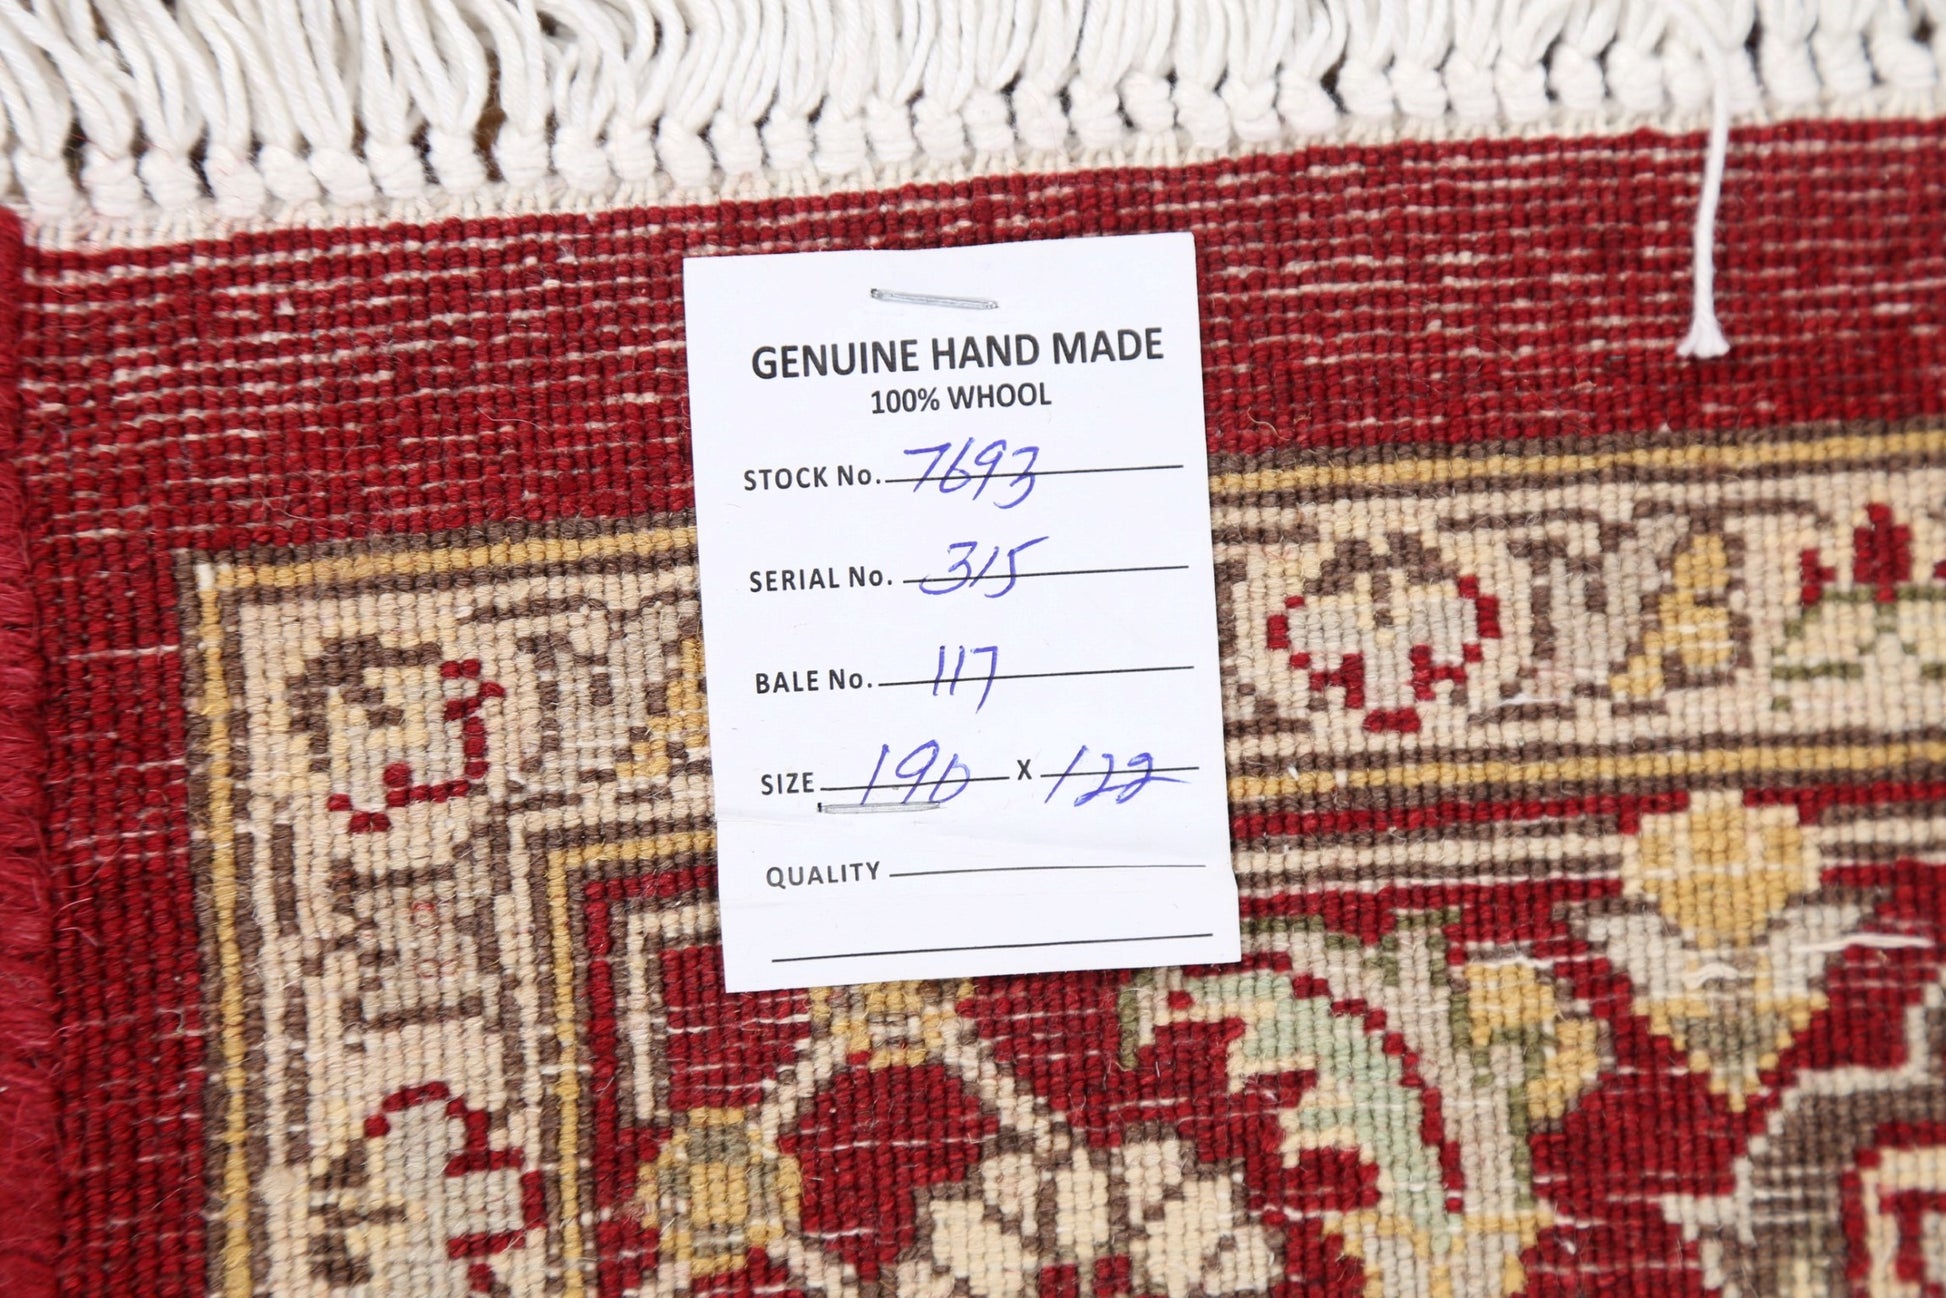 GENUINE HAND MADE
100% WHOOL
STOCK No. 7693
SERIAL No. 315
BALE No. 117
SIZE 190 X 122
QUALITY